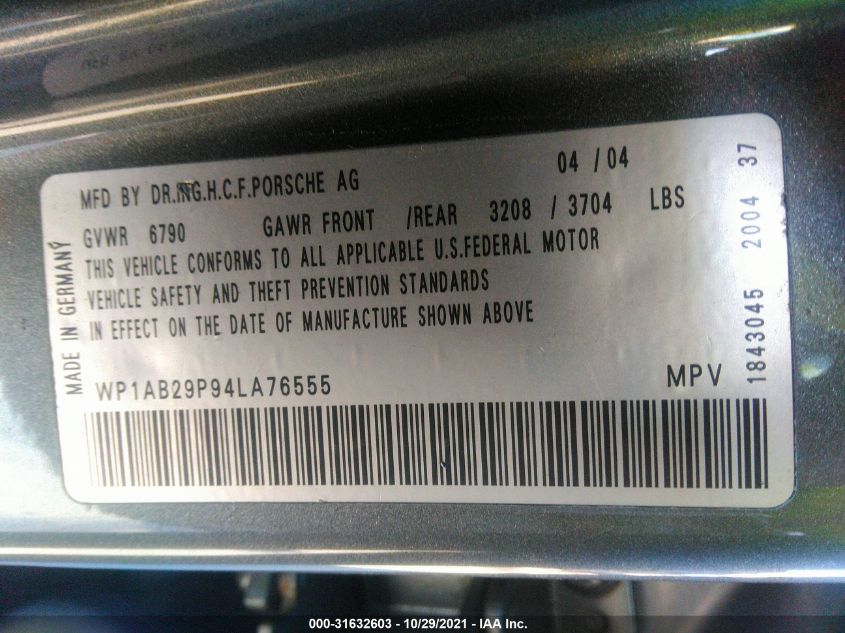 MFD BY DR.ING.H.C.F.PORSCHE AG 04 / 04
GVWR 6790 GAWR FRONT /REAR 3208 / 3704 LBS
THIS VEHICLE CONFORMS TO ALL APPLICABLE U.S.FEDERAL MOTOR
VEHICLE SAFETY AND THEFT PREVENTION STANDARDS
IN EFFECT ON THE DATE OF MANUFACTURE SHOWN ABOVE
WP1AB29P94LA76555 MPV
MADE IN GERMANY
1843045 2004 37
000-31632603 - 10/29/2021 - IAA Inc.